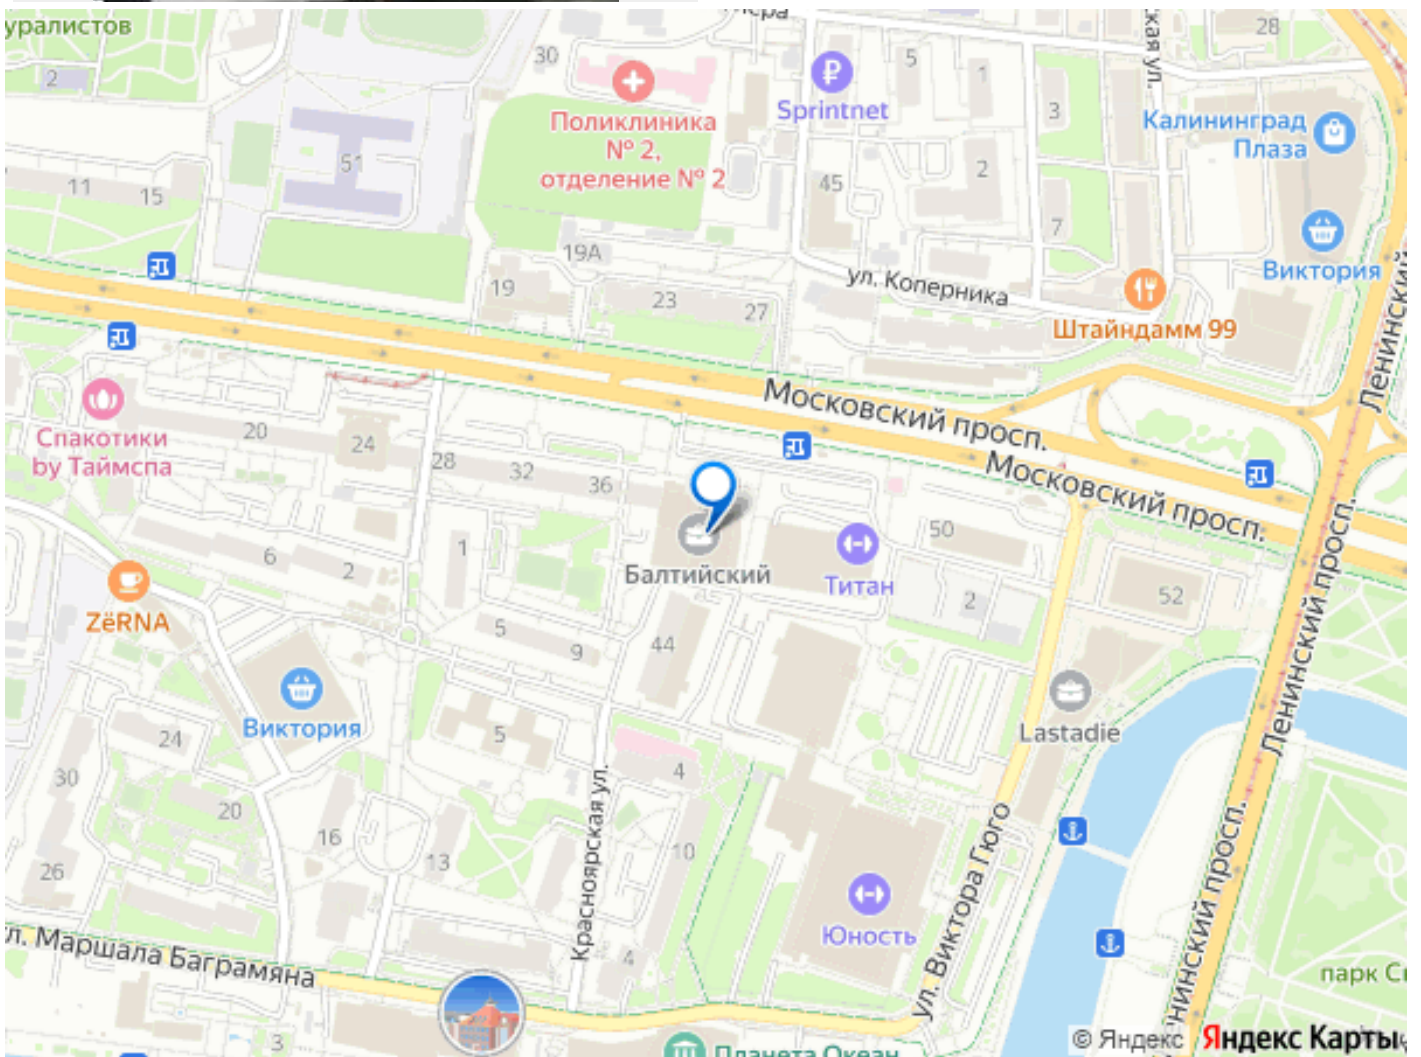 уралистов
28
30
5
1
2
Sprintnet
3
Калининград
Плаза
Поликлиника
№ 2,
отделение № 2
51
11
15
45
2
7
19А
Виктория
19
23
27
ул. Коперника
Штайндамм 99
Ленинский
Московский просп.
Спакотики
by Таймспа
20
24
28
32
36
Московский просп.
50
6
2
1
Балтийский
Титан
2
52
ZёRNA
5
9
44
Ленинский просп.
Виктория
24
5
Lastadie
4
30
20
16
13
10
26
Красноярская ул.
ул. Виктора Гюго
Юность
4
л. Маршала Баграмяна
парк С
3
Планета Океан
© Яндекс Яндекс Карты